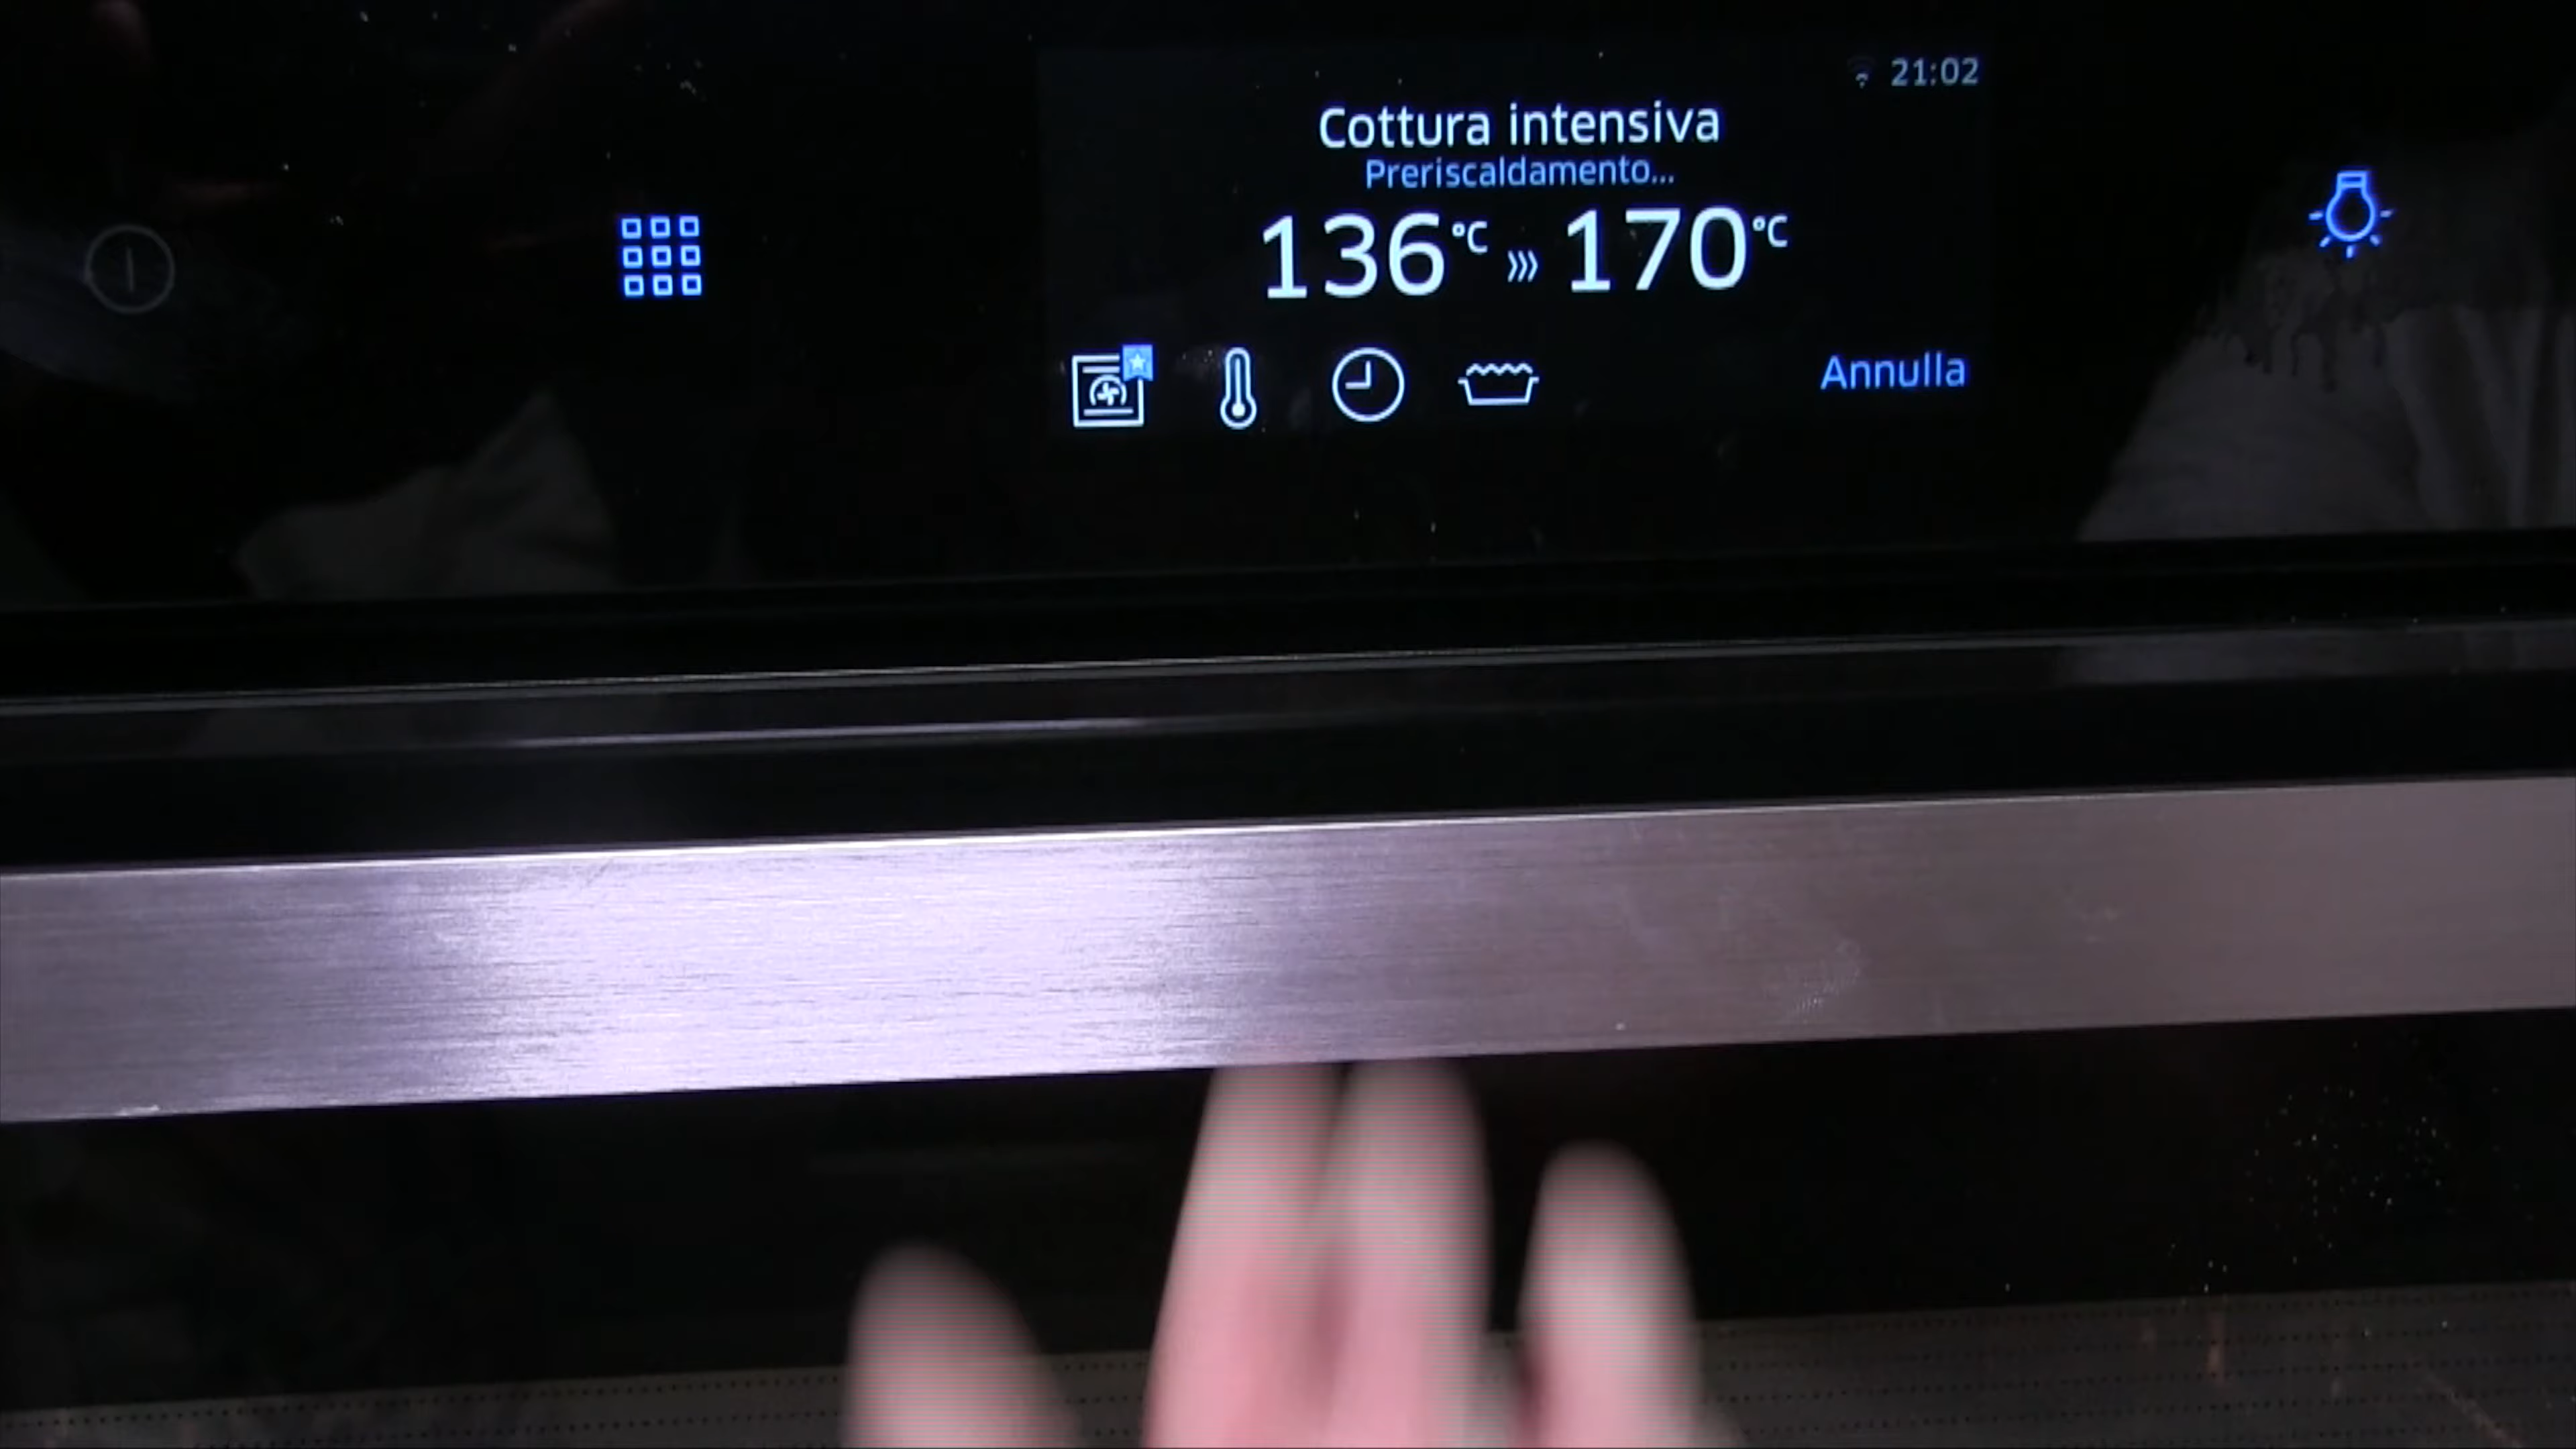 21:02
Cottura intensiva
Preriscaldamento...
136°C 170°C
Annulla